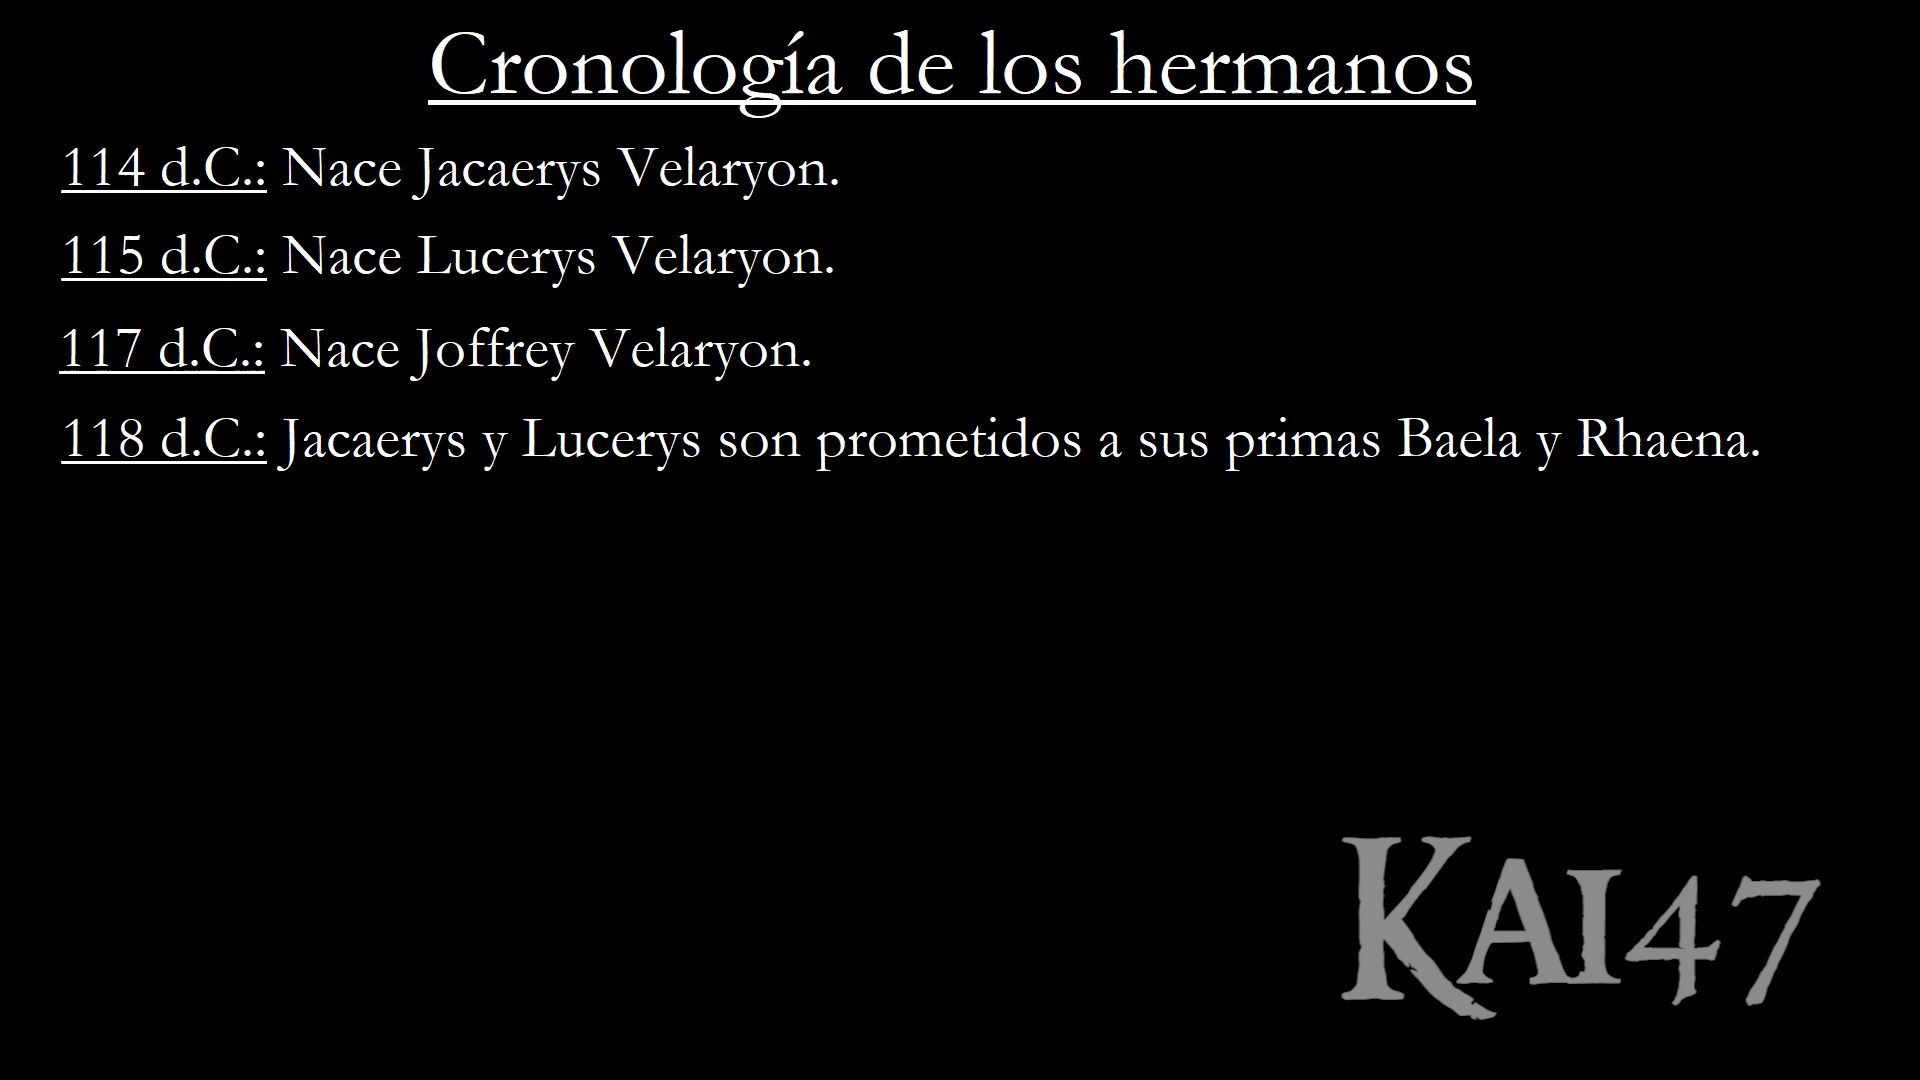 Cronología de los hermanos
114 d.C.: Nace Jacaerys Velaryon.
115 d.C.: Nace Lucerys Velaryon.
117 d.C.: Nace Joffrey Velaryon.
118 d.C.: Jacaerys y Lucerys son prometidos a sus primas Baela y Rhaena.
KAI47